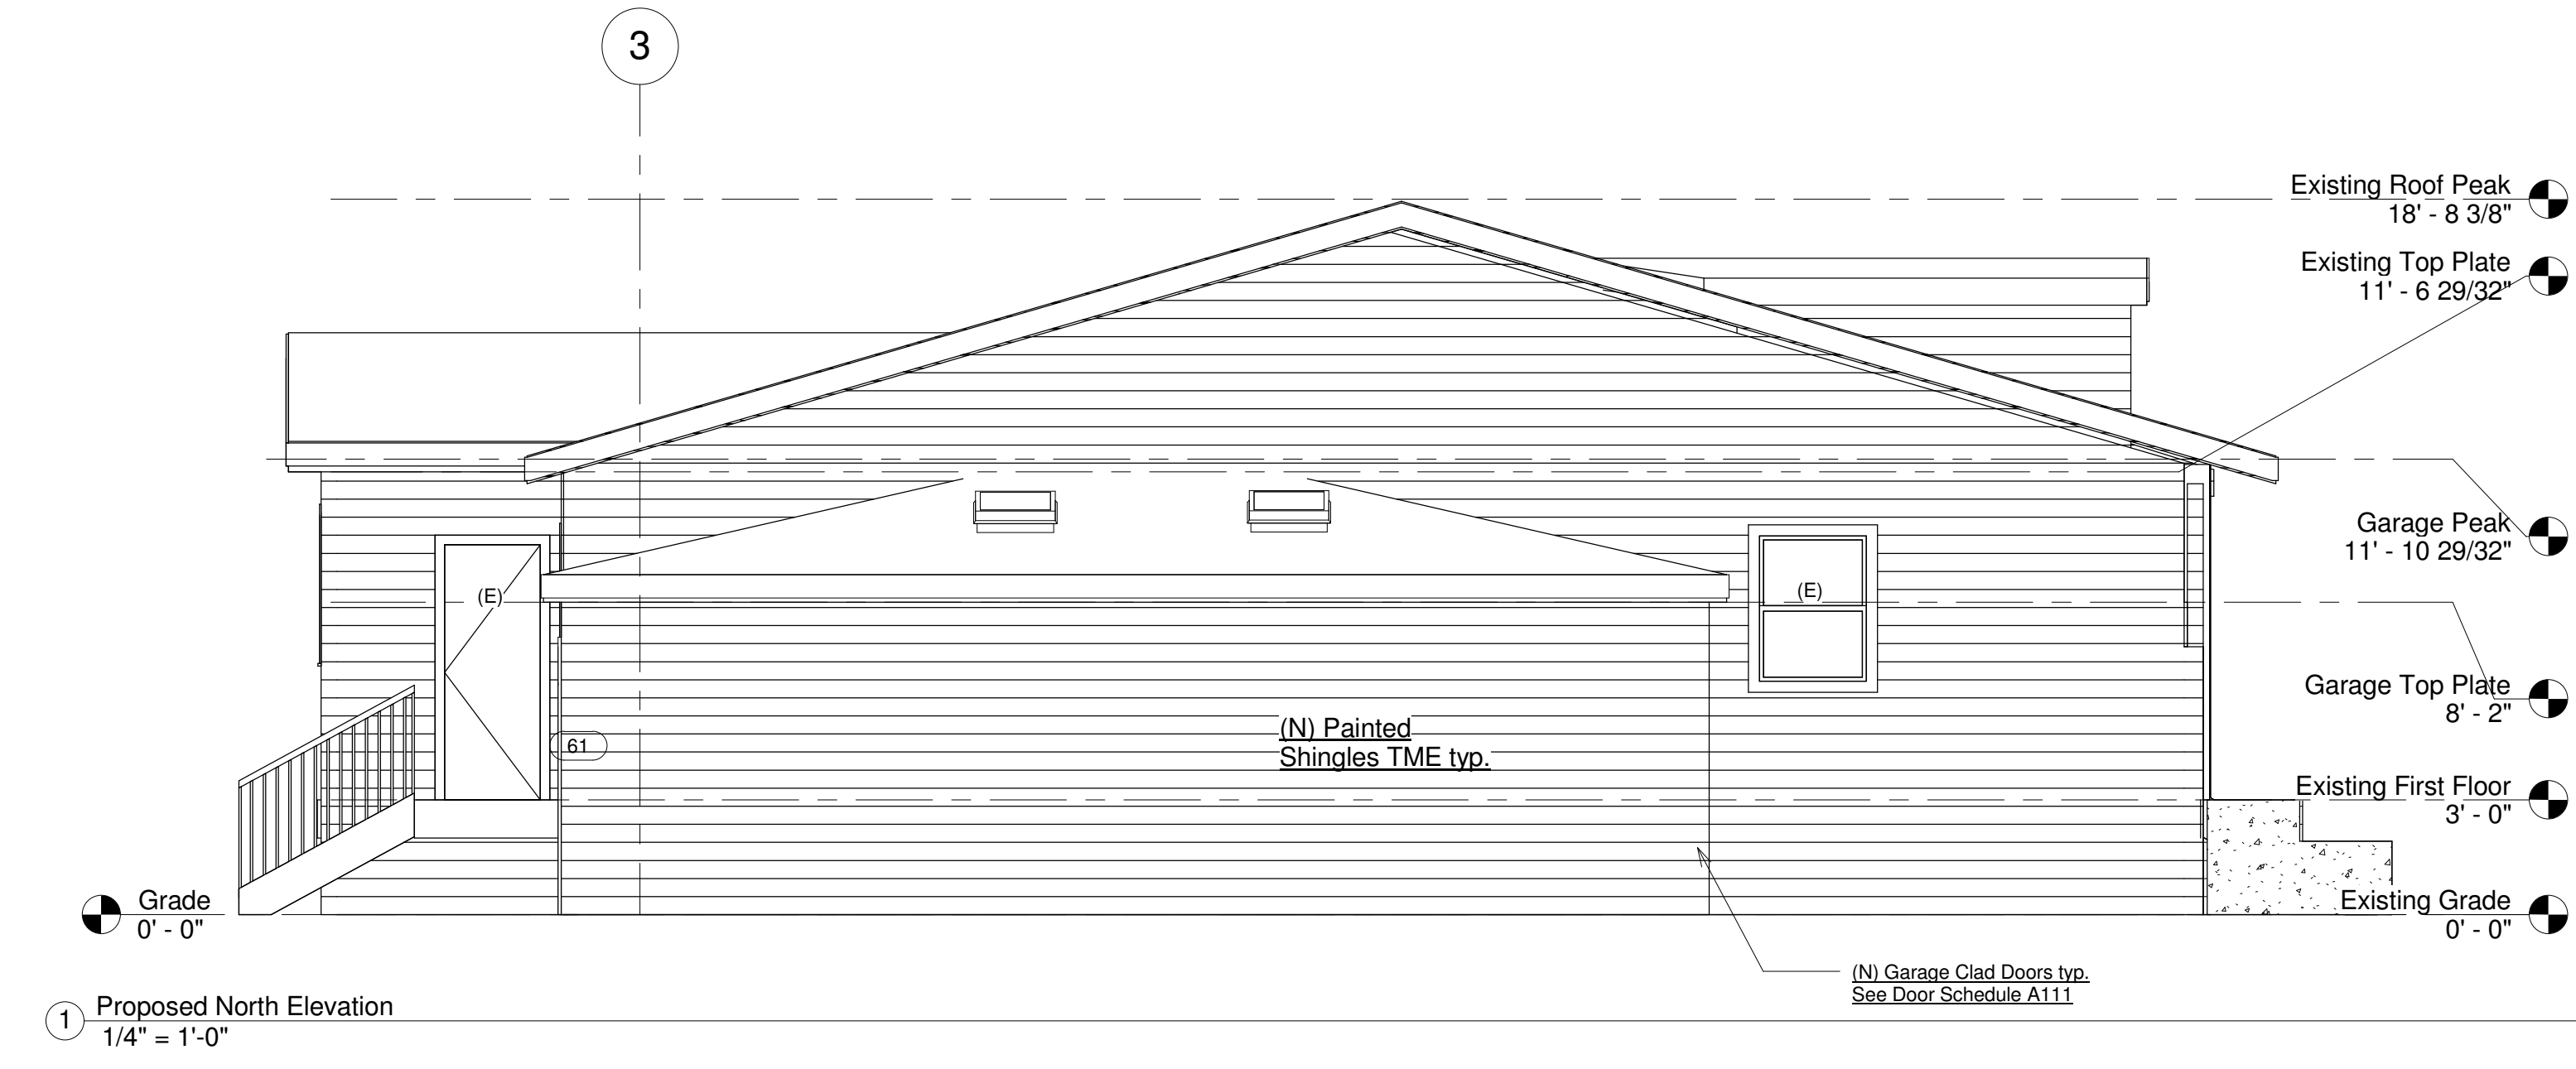 3
Existing Roof Peak
18' - 8 3/8"
Existing Top Plate
11' - 6 29/32"
Garage Peak
11' - 10 29/32"
(E)
(E)
Garage Top Plate
8' - 2"
(N) Painted
Shingles TME typ.
61
Existing First Floor
3' - 0"
Grade
0' - 0"
Existing Grade
0' - 0"
(N) Garage Clad Doors typ.
See Door Schedule A111
1
Proposed North Elevation
1/4" = 1'-0"